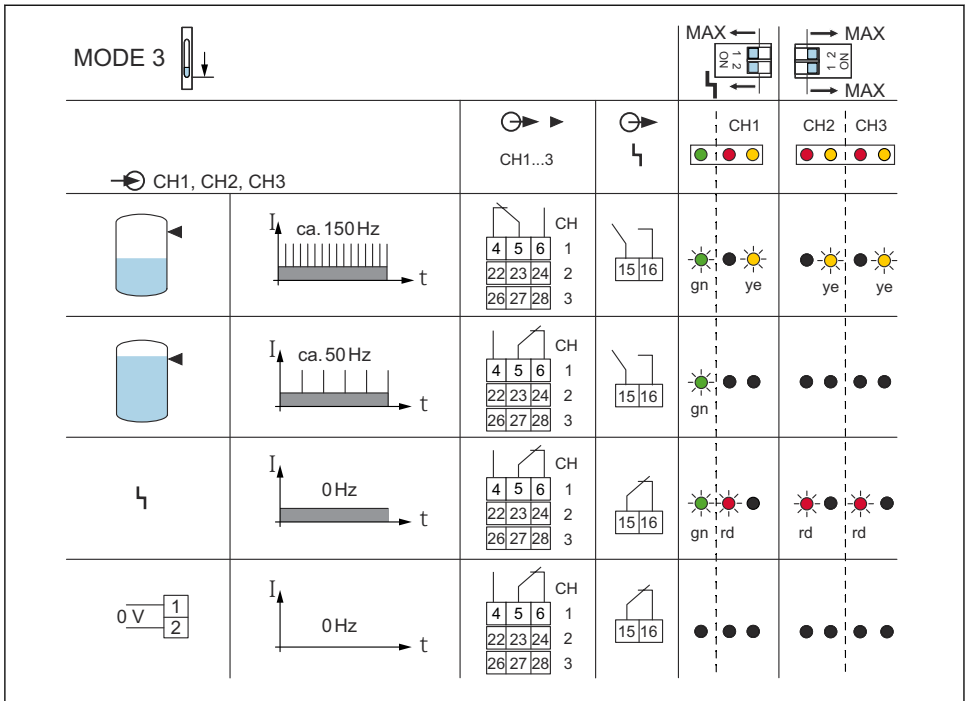 MAX MAX
MODE 3
1 2 ON 1 2 ON
MAX
CH1 CH2 CH3
CH1...3
CH1, CH2, CH3
I ca. 150 Hz t
CH
4 5 6 1
22 23 24 2
26 27 28 3
15 16
gn ye ye ye
I ca. 50 Hz t
CH
4 5 6 1
22 23 24 2
26 27 28 3
15 16
gn
I 0 Hz t
CH
4 5 6 1
22 23 24 2
26 27 28 3
15 16
gn rd rd rd
0 V 1
2
I 0 Hz t
CH
4 5 6 1
22 23 24 2
26 27 28 3
15 16